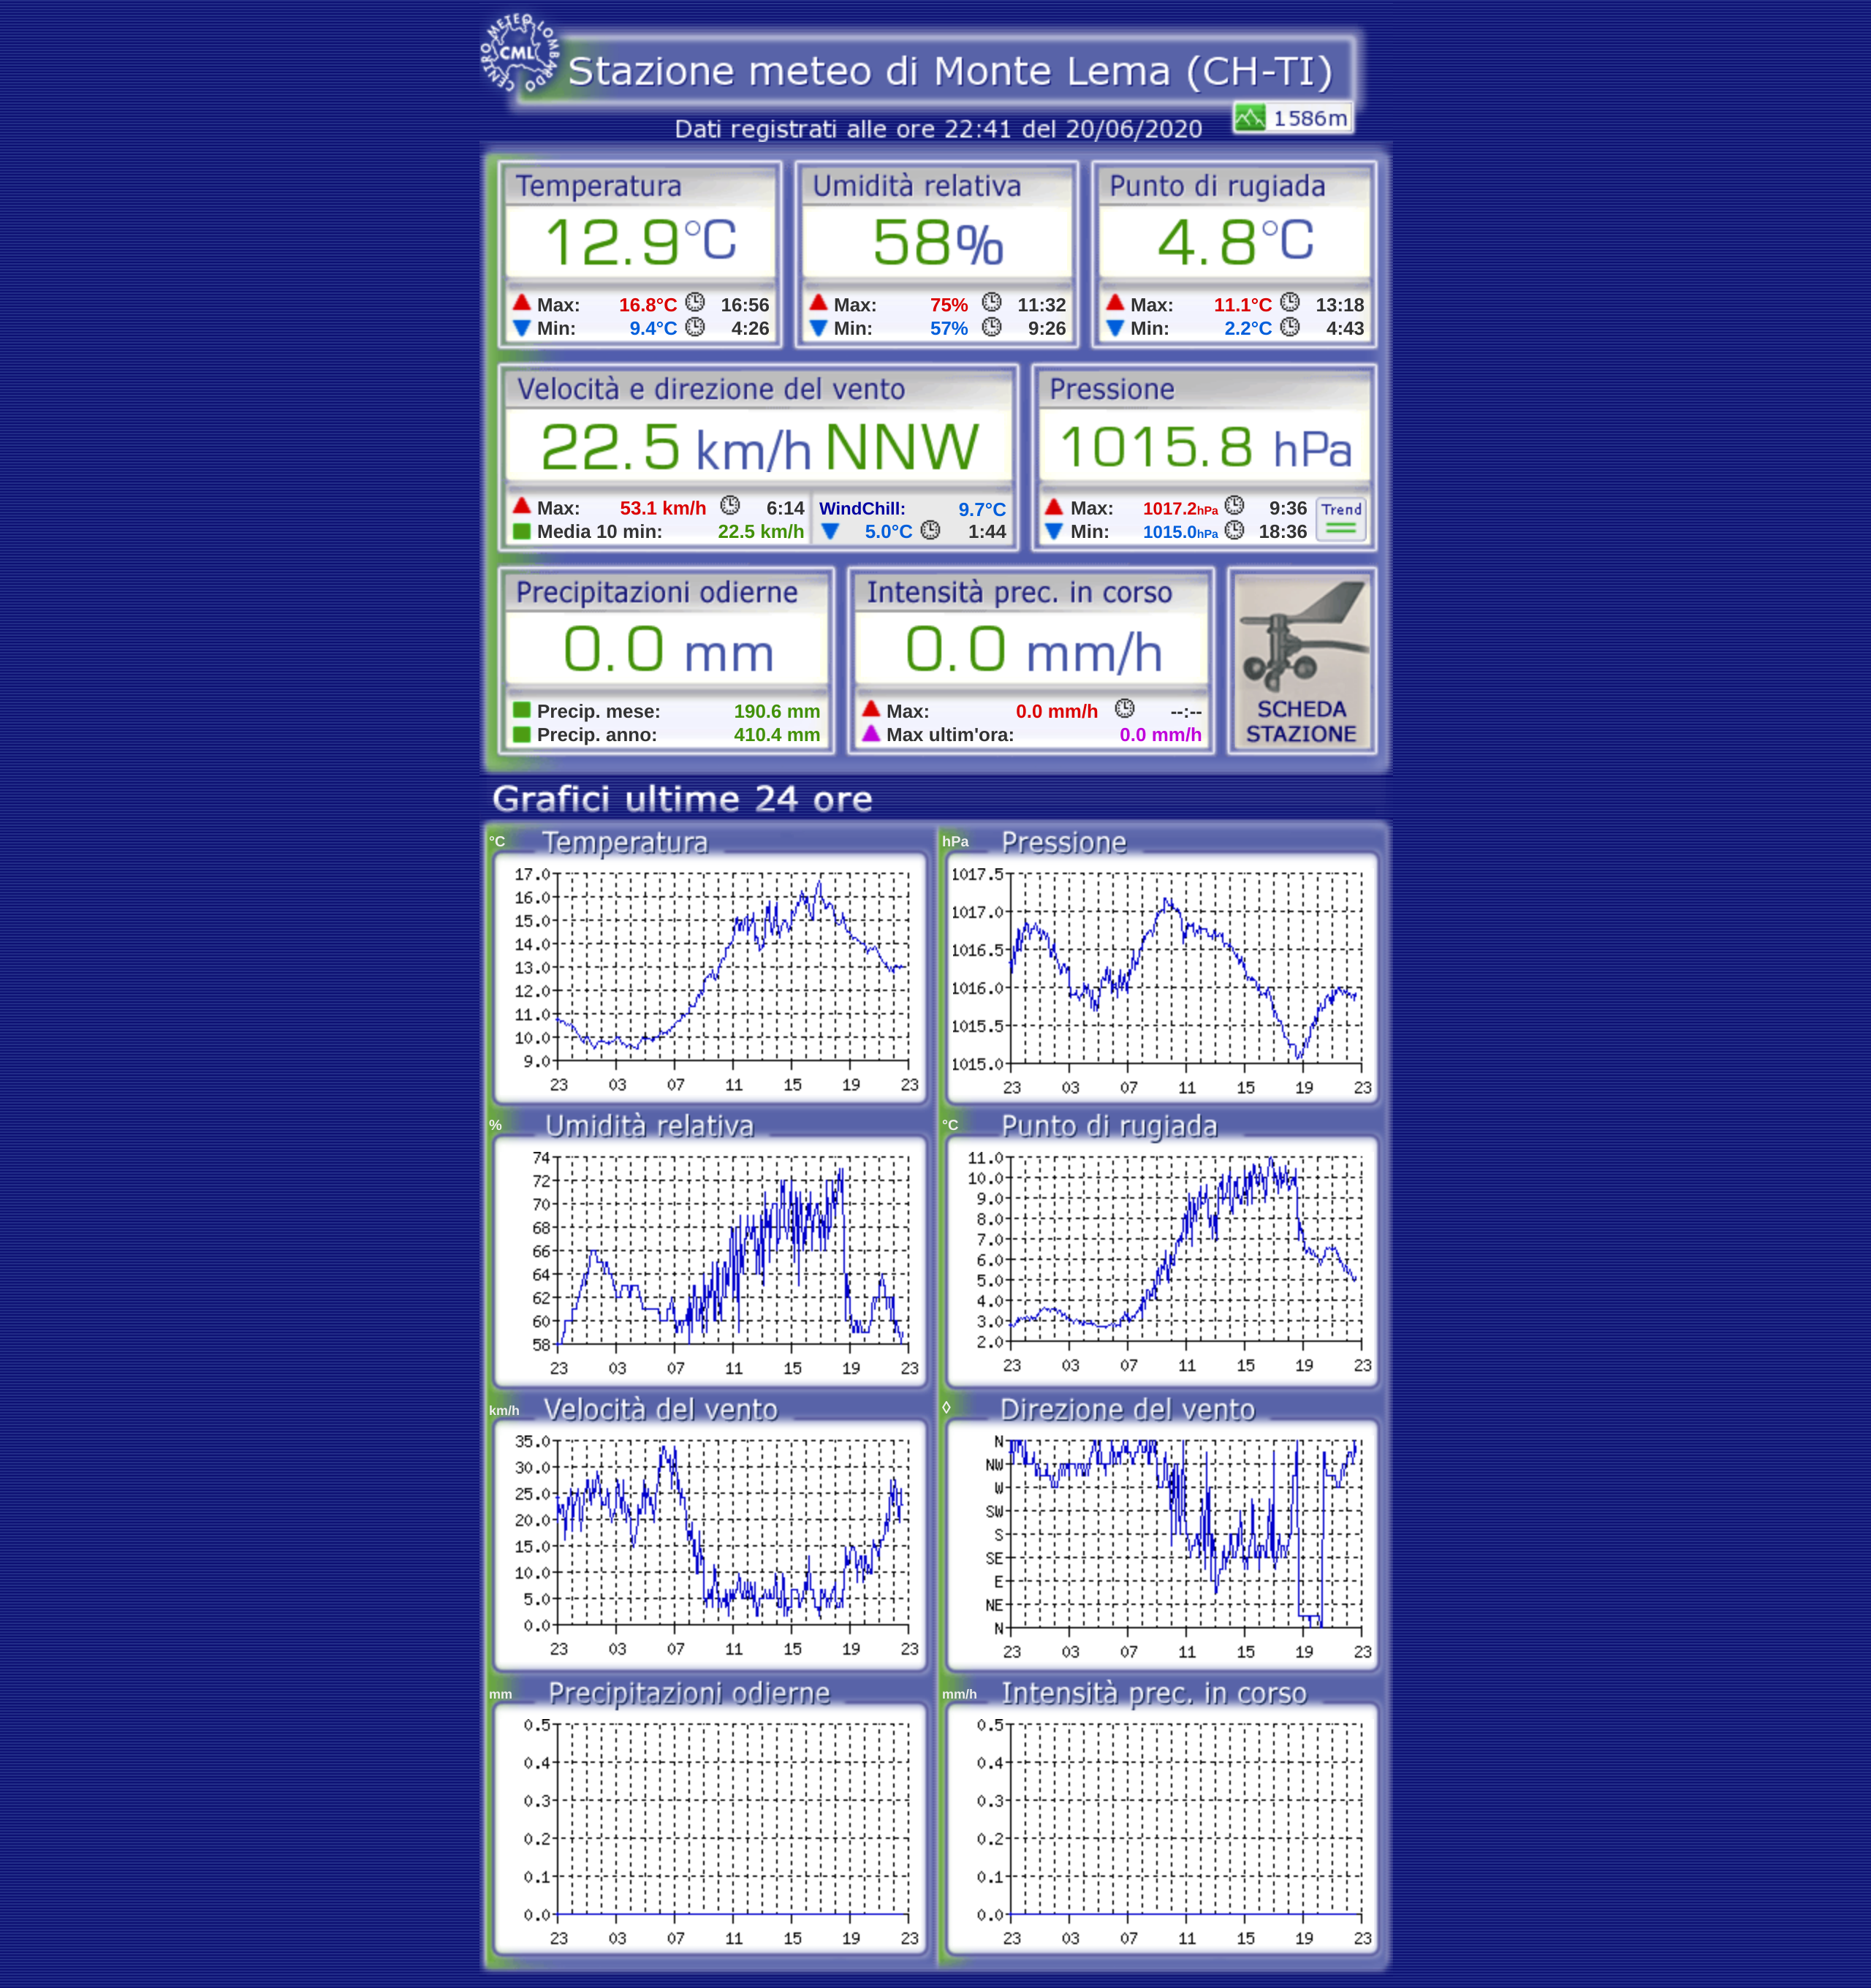 CENTRO METEO LOMBARDO
CML
Stazione meteo di Monte Lema (CH-TI)
1586m
Dati registrati alle ore 22:41 del 20/06/2020
Temperatura
12.9°C
Max: 16.8°C 16:56
Min: 9.4°C 4:26
Umidità relativa
58%
Max: 75% 11:32
Min: 57% 9:26
Punto di rugiada
4.8°C
Max: 11.1°C 13:18
Min: 2.2°C 4:43
Velocità e direzione del vento
22.5 km/h NNW
Max: 53.1 km/h 6:14
Media 10 min: 22.5 km/h
WindChill: 9.7°C
5.0°C 1:44
Pressione
1015.8 hPa
Max: 1017.2hPa 9:36
Min: 1015.0hPa 18:36
Trend
Precipitazioni odierne
0.0 mm
Precip. mese: 190.6 mm
Precip. anno: 410.4 mm
Intensità prec. in corso
0.0 mm/h
Max: 0.0 mm/h --:--
Max ultim'ora: 0.0 mm/h
SCHEDA
STAZIONE
Grafici ultime 24 ore
°C Temperatura
17.0
16.0
15.0
14.0
13.0
12.0
11.0
10.0
9.0
23 03 07 11 15 19 23
hPa Pressione
1017.5
1017.0
1016.5
1016.0
1015.5
1015.0
23 03 07 11 15 19 23
% Umidità relativa
74
72
70
68
66
64
62
60
58
23 03 07 11 15 19 23
°C Punto di rugiada
11.0
10.0
9.0
8.0
7.0
6.0
5.0
4.0
3.0
2.0
23 03 07 11 15 19 23
km/h Velocità del vento
35.0
30.0
25.0
20.0
15.0
10.0
5.0
0.0
23 03 07 11 15 19 23
◊ Direzione del vento
N
NW
W
SW
S
SE
E
NE
N
23 03 07 11 15 19 23
mm Precipitazioni odierne
0.5
0.4
0.3
0.2
0.1
0.0
23 03 07 11 15 19 23
mm/h Intensità prec. in corso
0.5
0.4
0.3
0.2
0.1
0.0
23 03 07 11 15 19 23